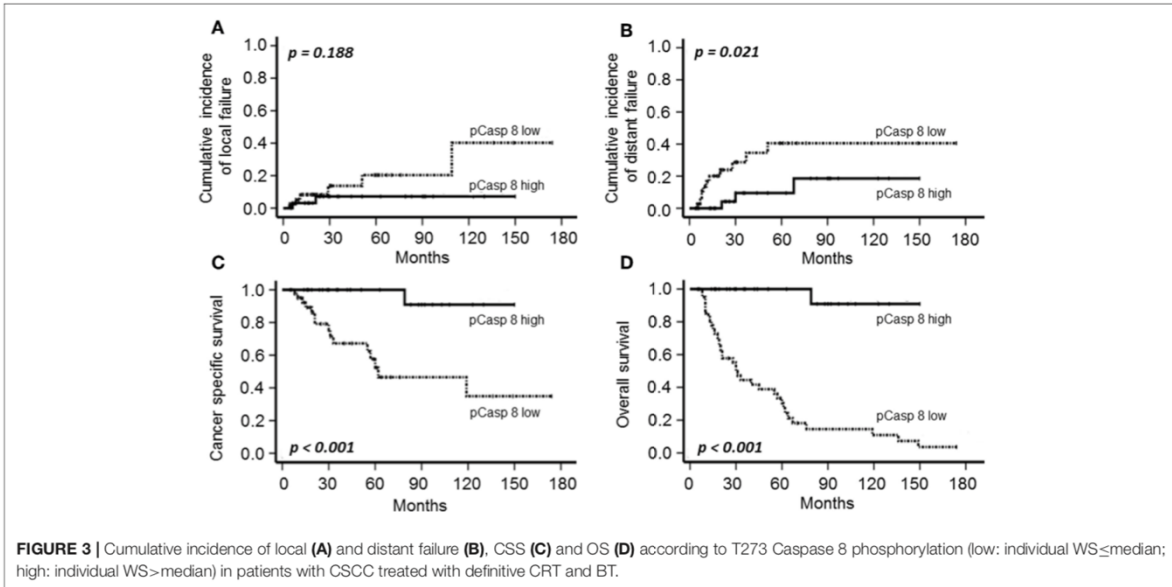 A
p = 0.188
Cumulative incidence
of local failure
1.0
0.8
0.6
0.4
0.2
0.0
pCasp 8 low
pCasp 8 high
0 30 60 90 120 150 180
Months
B
p = 0.021
Cumulative incidence
of distant failure
1.0
0.8
0.6
0.4
0.2
0.0
pCasp 8 low
pCasp 8 high
0 30 60 90 120 150 180
Months
C
Cancer specific survival
1.0
0.8
0.6
0.4
0.2
0.0
pCasp 8 high
pCasp 8 low
p < 0.001
0 30 60 90 120 150 180
Months
D
Overall survival
1.0
0.8
0.6
0.4
0.2
0.0
pCasp 8 high
pCasp 8 low
p < 0.001
0 30 60 90 120 150 180
Months
FIGURE 3 | Cumulative incidence of local (A) and distant failure (B), CSS (C) and OS (D) according to T273 Caspase 8 phosphorylation (low: individual WS≤median;
high: individual WS>median) in patients with CSCC treated with definitive CRT and BT.